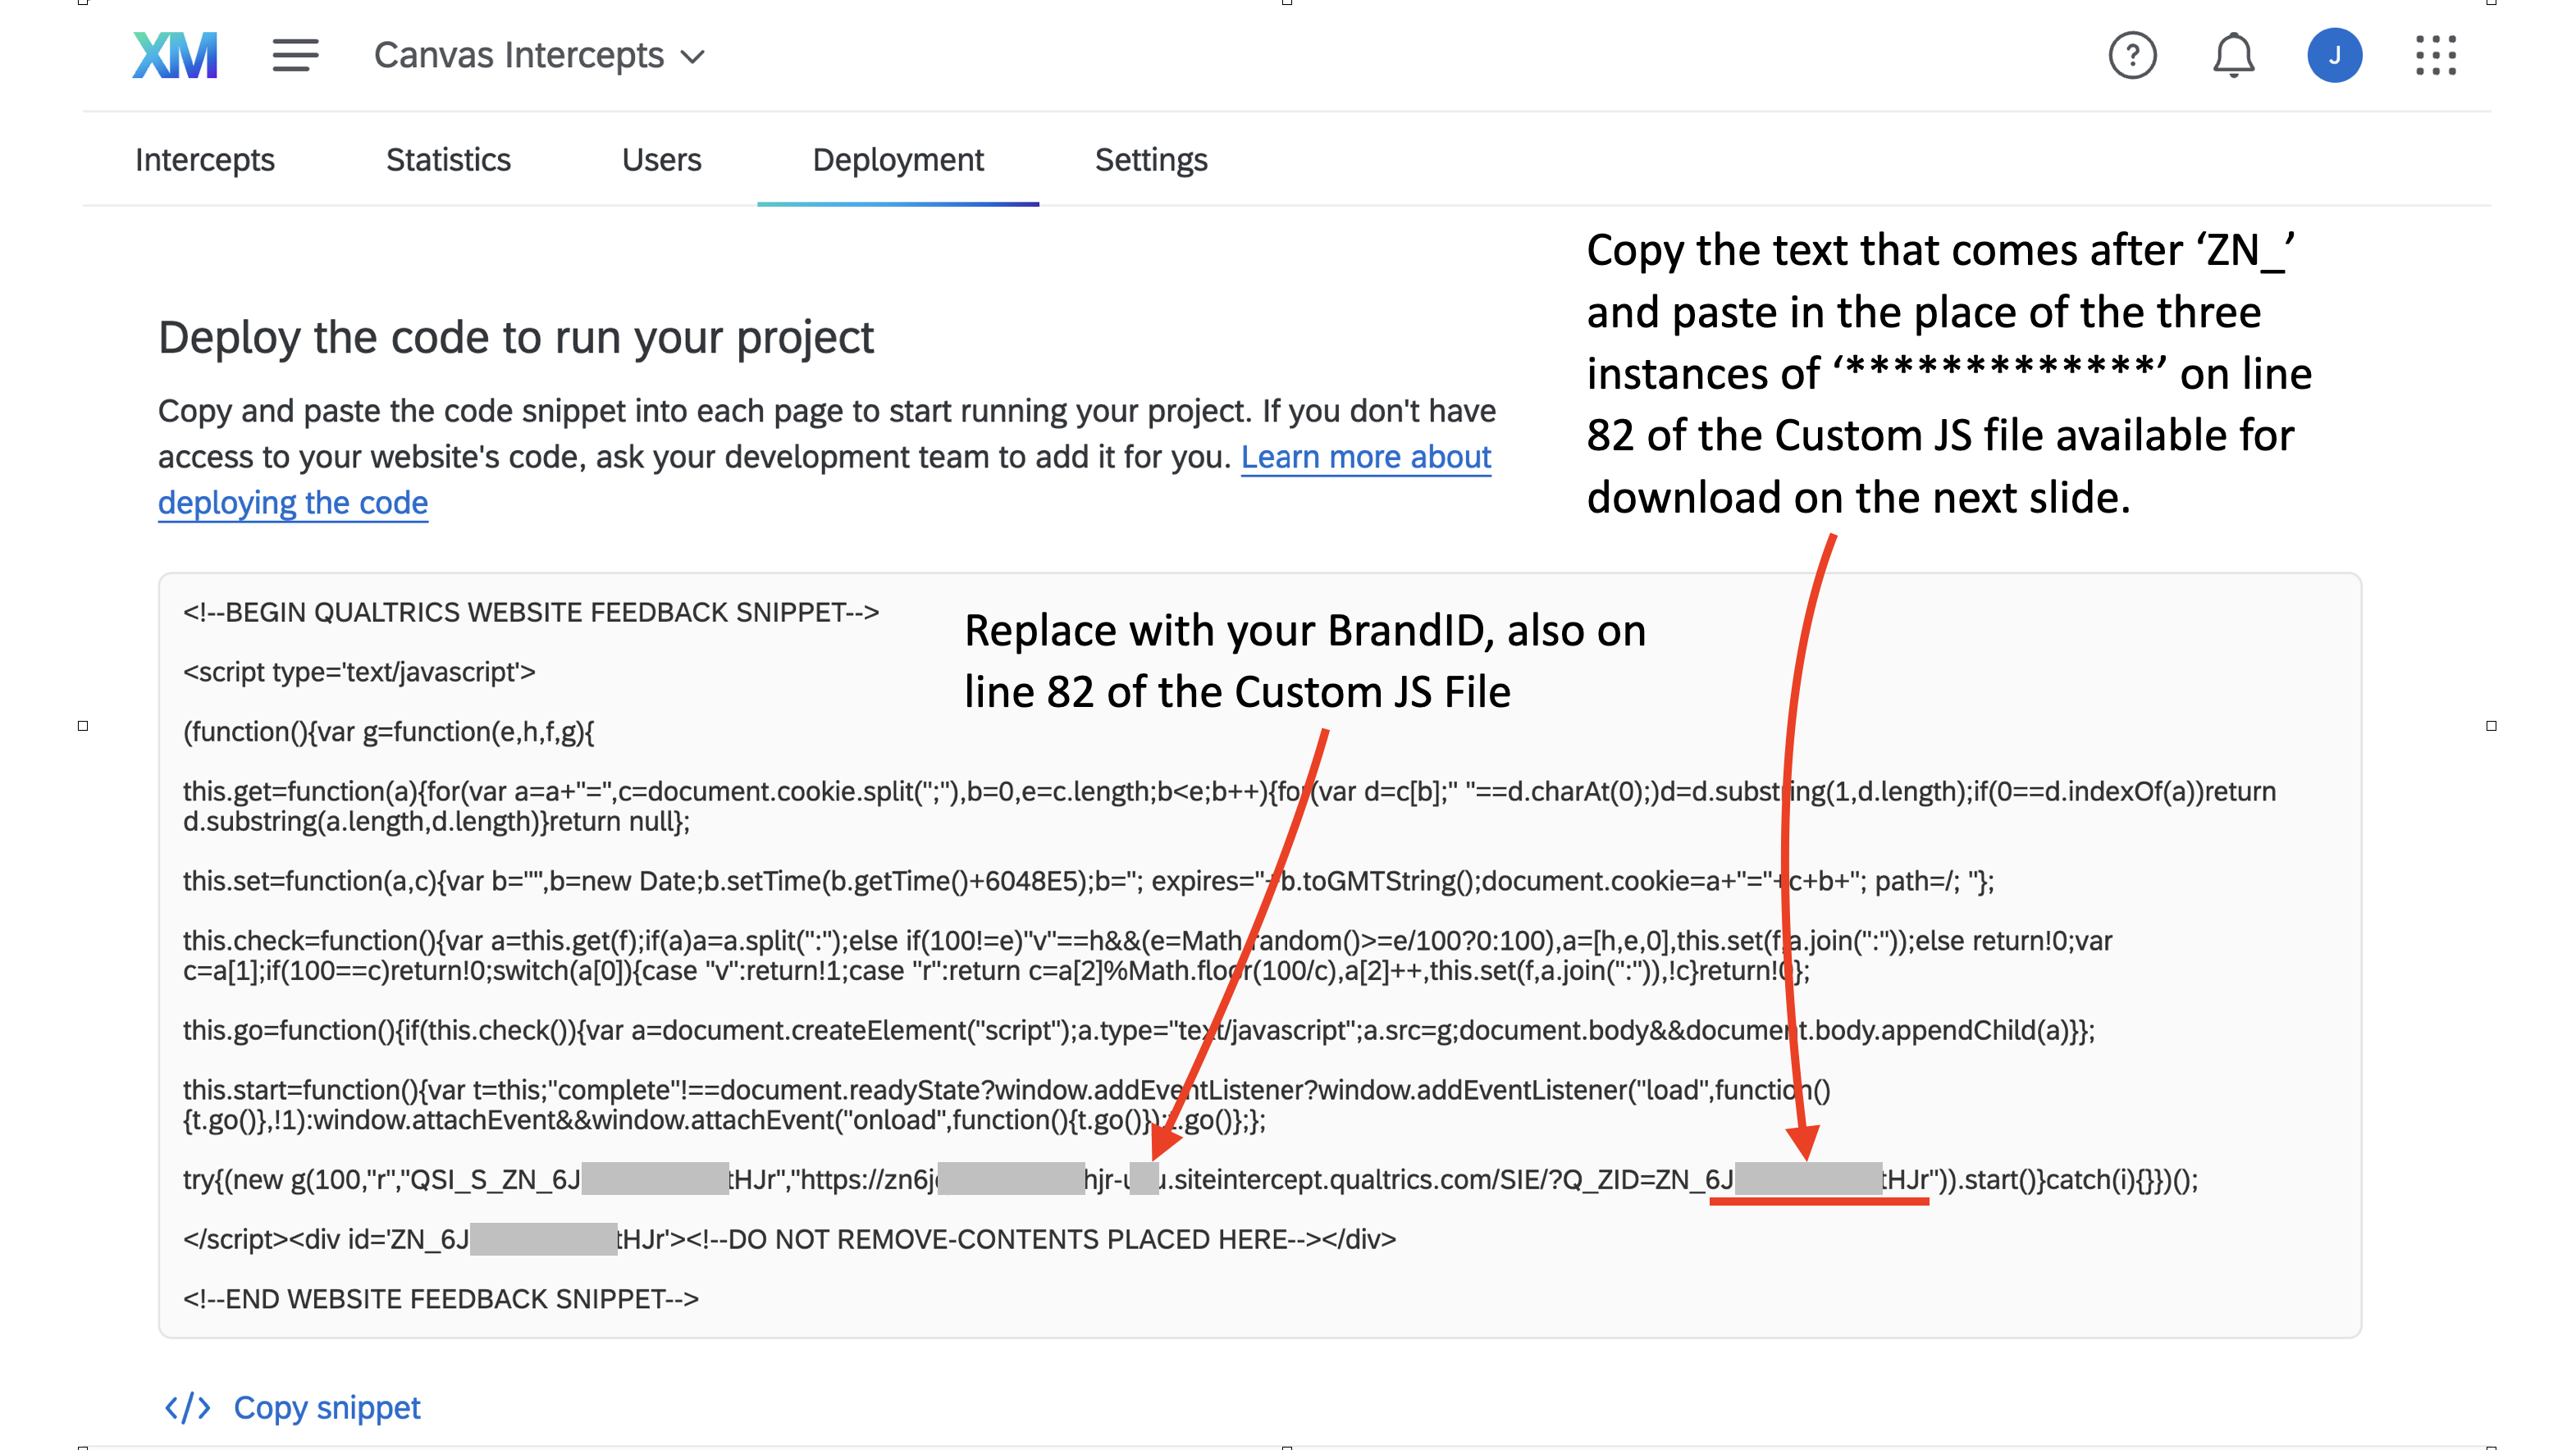 XM
Canvas Intercepts
?
J
Intercepts
Statistics
Users
Deployment
Settings
Copy the text that comes after ‘ZN_’
and paste in the place of the three
instances of ‘*************’ on line
82 of the Custom JS file available for
download on the next slide.
Deploy the code to run your project
Copy and paste the code snippet into each page to start running your project. If you don't have
access to your website's code, ask your development team to add it for you. Learn more about
deploying the code
<!--BEGIN QUALTRICS WEBSITE FEEDBACK SNIPPET-->
Replace with your BrandID, also on
line 82 of the Custom JS File
<script type='text/javascript'>
(function(){var g=function(e,h,f,g){
this.get=function(a){for(var a=a+"=",c=document.cookie.split(";"),b=0,e=c.length;b<e;b++){for(var d=c[b];" "==d.charAt(0);)d=d.substring(1,d.length);if(0==d.indexOf(a))return
d.substring(a.length,d.length)}return null};
this.set=function(a,c){var b="",b=new Date;b.setTime(b.getTime()+6048E5);b="; expires="+b.toGMTString();document.cookie=a+"="+c+b+"; path=/; "};
this.check=function(){var a=this.get(f);if(a)a=a.split(":");else if(100!=e)"v"==h&&(e=Math.random()>=e/100?0:100),a=[h,e,0],this.set(f,a.join(":"));else return!0;var
c=a[1];if(100==c)return!0;switch(a[0]){case "v":return!1;case "r":return c=a[2]%Math.floor(100/c),a[2]++,this.set(f,a.join(":")),!c}return!0};
this.go=function(){if(this.check()){var a=document.createElement("script");a.type="text/javascript";a.src=g;document.body&&document.body.appendChild(a)}};
this.start=function(){var t=this;"complete"!==document.readyState?window.addEventListener?window.addEventListener("load",function()
{t.go()},!1):window.attachEvent&&window.attachEvent("onload",function(){t.go()}):t.go()};};
try{(new g(100,"r","QSI_S_ZN_6J tHJr","https://zn6j hjr-u .siteintercept.qualtrics.com/SIE/?Q_ZID=ZN_6J tHJr")).start()}catch(i){}})();
</script><div id='ZN_6J tHJr'><!--DO NOT REMOVE-CONTENTS PLACED HERE--></div>
<!--END WEBSITE FEEDBACK SNIPPET-->
</> Copy snippet